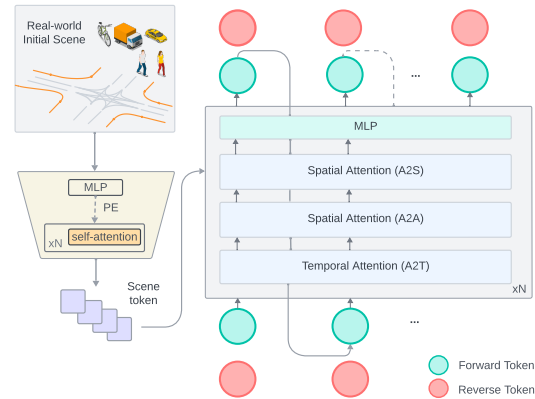 Real-world
Initial Scene
MLP
PE
xN
self-attention
Scene
token
...
MLP
Spatial Attention (A2S)
Spatial Attention (A2A)
Temporal Attention (A2T)
xN
...
Forward Token
Reverse Token